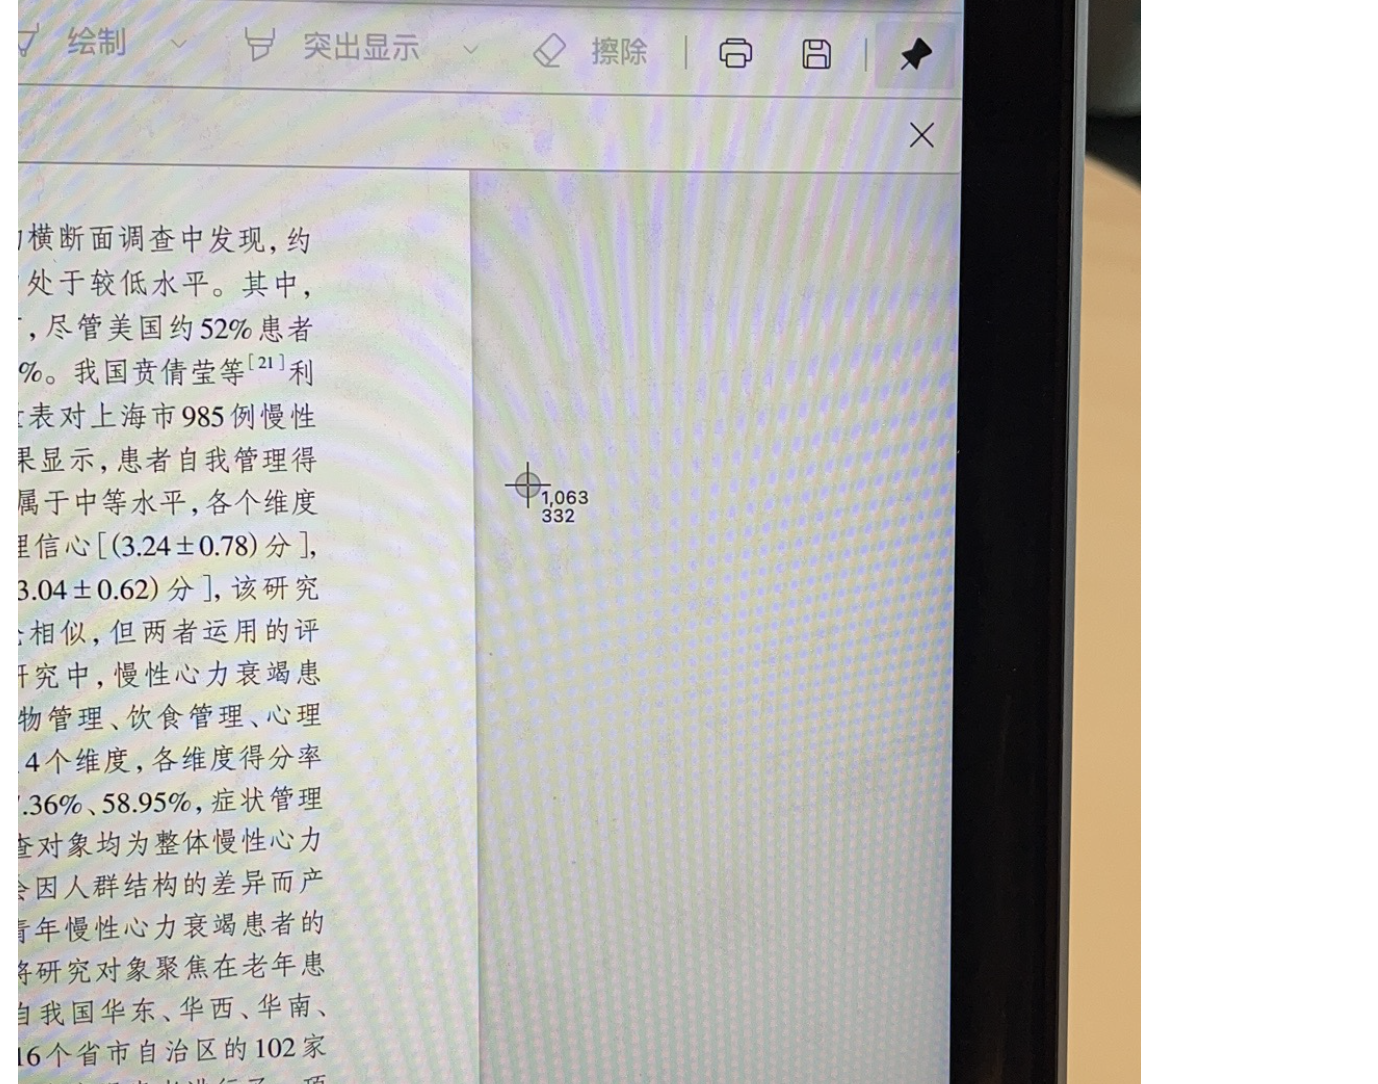 绘制 突出显示 擦除
横断面调查中发现,约
处于较低水平。其中,
,尽管美国约52%患者
%。我国贲倩莹等[21]利
表对上海市985例慢性
果显示,患者自我管理得
属于中等水平,各个维度
理信心[(3.24±0.78)分],
3.04±0.62)分],该研究
相似,但两者运用的评
研究中,慢性心力衰竭患
物管理、饮食管理、心理
4个维度,各维度得分率
.36%、58.95%,症状管理
查对象均为整体慢性心力
会因人群结构的差异而产
青年慢性心力衰竭患者的
将研究对象聚焦在老年患
自我国华东、华西、华南、
16个省市自治区的102家
1,063
332